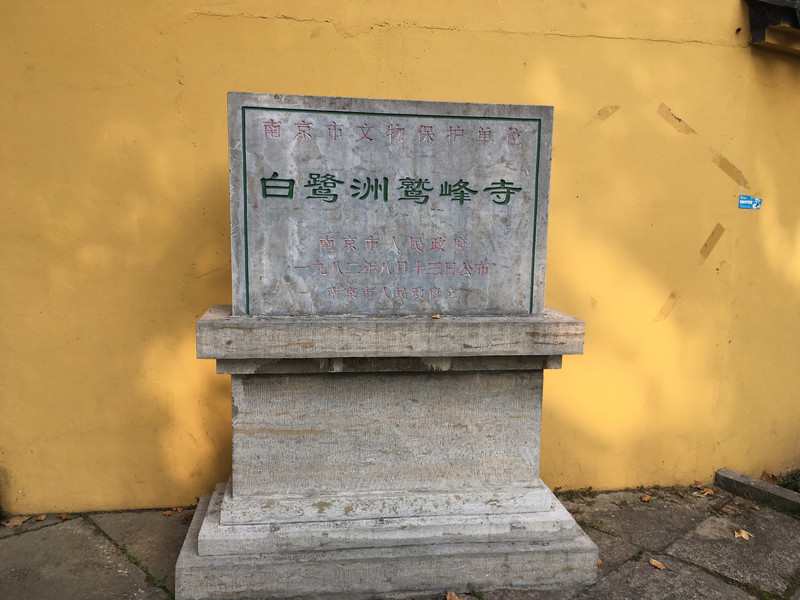 南京市文物保护单位
白鹭洲鹫峰寺
南京市人民政府
一九八二年八月十三日公布
南京市人民政府立